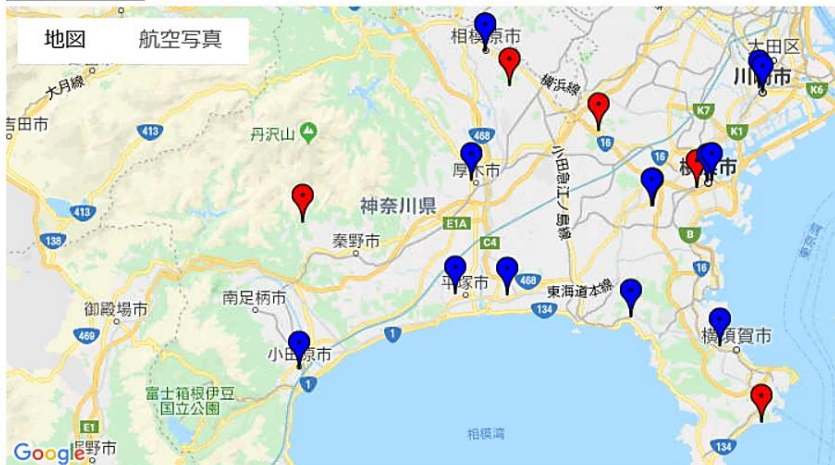 地図 航空写真
相模原市
大田区
大月線
横浜線
川崎市
K6
K7
吉田市
413
丹沢山
413
468
16
K1
小田急江ノ島線
厚木市
横浜市
413
神奈川県
138
秦野市
E1A
C4
B
南足柄市
平塚市
468
東海道本線
16
御殿場市
134
469
小田原市
1
横須賀市
1
富士箱根伊豆
国立公園
相模湾
E1
134
Google